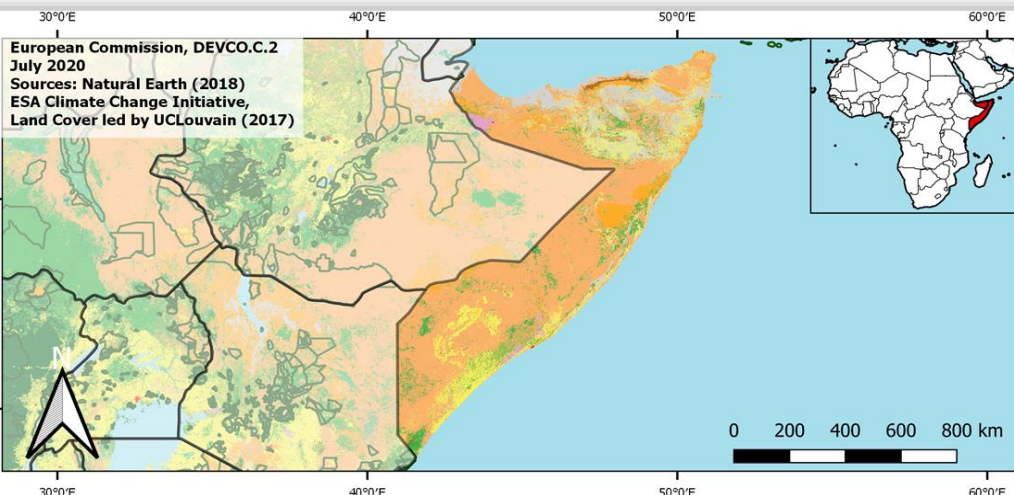 30°0′E 40°0′E 50°0′E 60°0′E
European Commission, DEVCO.C.2
July 2020
Sources: Natural Earth (2018)
ESA Climate Change Initiative,
Land Cover led by UCLouvain (2017)
N
0 200 400 600 800 km
30°0′E 40°0′E 50°0′E 60°0′E